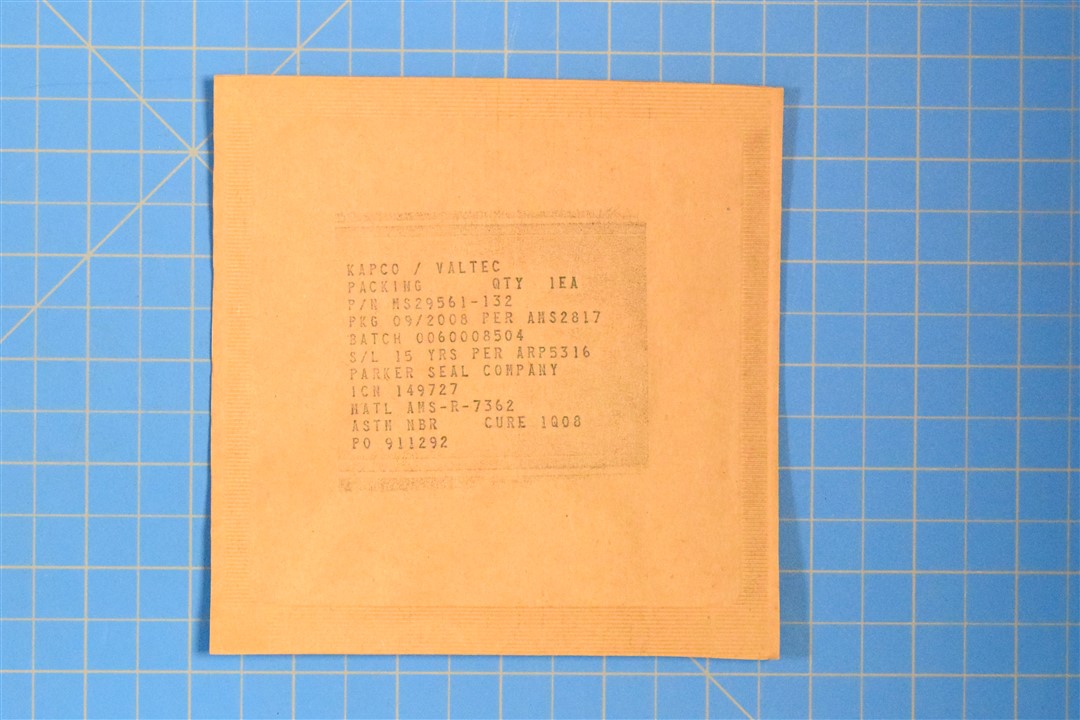 KAPCO / VALTEC
PACKING QTY 1EA
P/N MS29561-132
PKG 09/2008 PER AMS2817
BATCH 0060008504
S/L 15 YRS PER ARP5316
PARKER SEAL COMPANY
ICN 149727
MATL AMS-R-7362
ASTM NBR CURE 1Q08
PO 911292